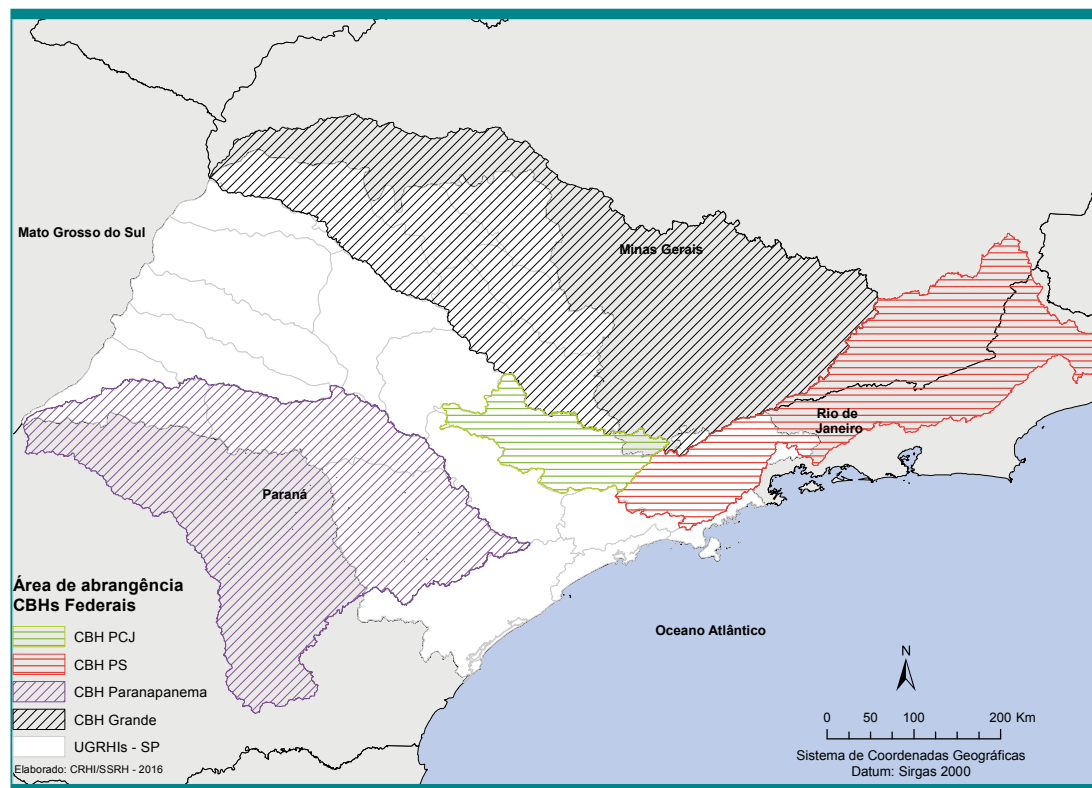 Mato Grosso do Sul
Minas Gerais
Rio de
Janeiro
Paraná
Oceano Atlântico
Área de abrangência
CBHs Federais
CBH PCJ
CBH PS
CBH Paranapanema
CBH Grande
UGRHIs - SP
Elaborado: CRHI/SSRH - 2016
N
0 50 100 200 Km
Sistema de Coordenadas Geográficas
Datum: Sirgas 2000